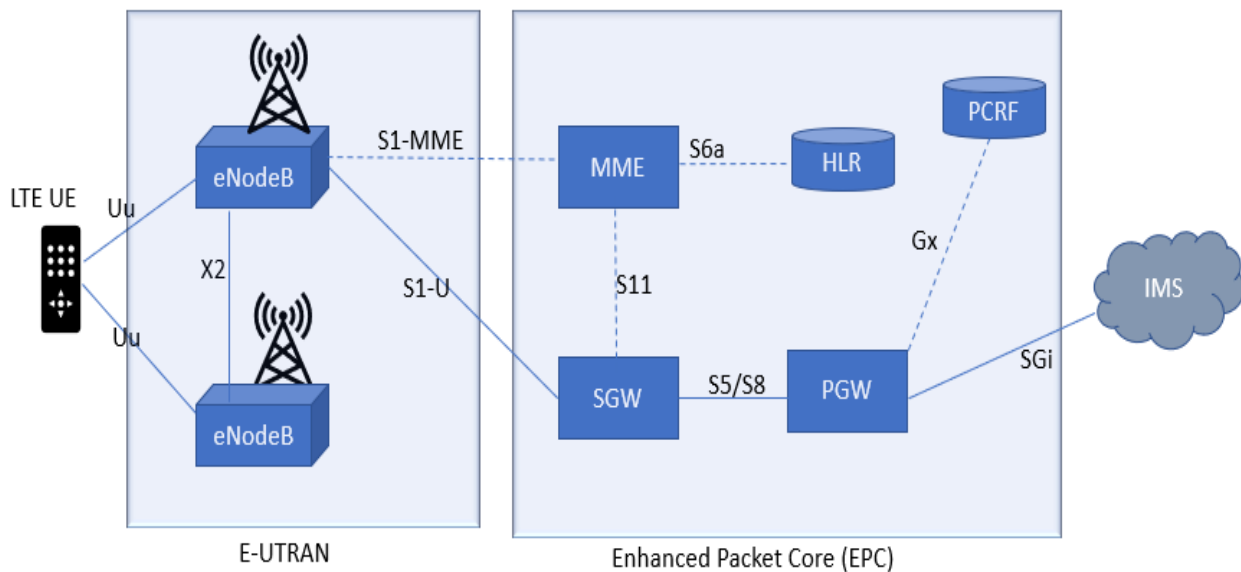 PCRF
S1-MME
S6a
MME
HLR
eNodeB
LTE UE
Uu
Gx
X2
S1-U
S11
IMS
Uu
SGi
S5/S8
SGW
PGW
eNodeB
E-UTRAN
Enhanced Packet Core (EPC)